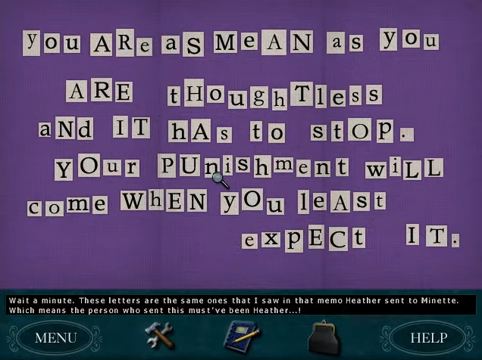 you ARe aS MeAN as you
ARE tHOughTless
aNd IT hAs to stOP.
YOur PUnishment wiLL
come WHEN yOu leAst
expECt IT.
Wait a minute. These letters are the same ones that I saw in that memo Heather sent to Minette.
Which means the person who sent this must've been Heather...!
MENU
HELP